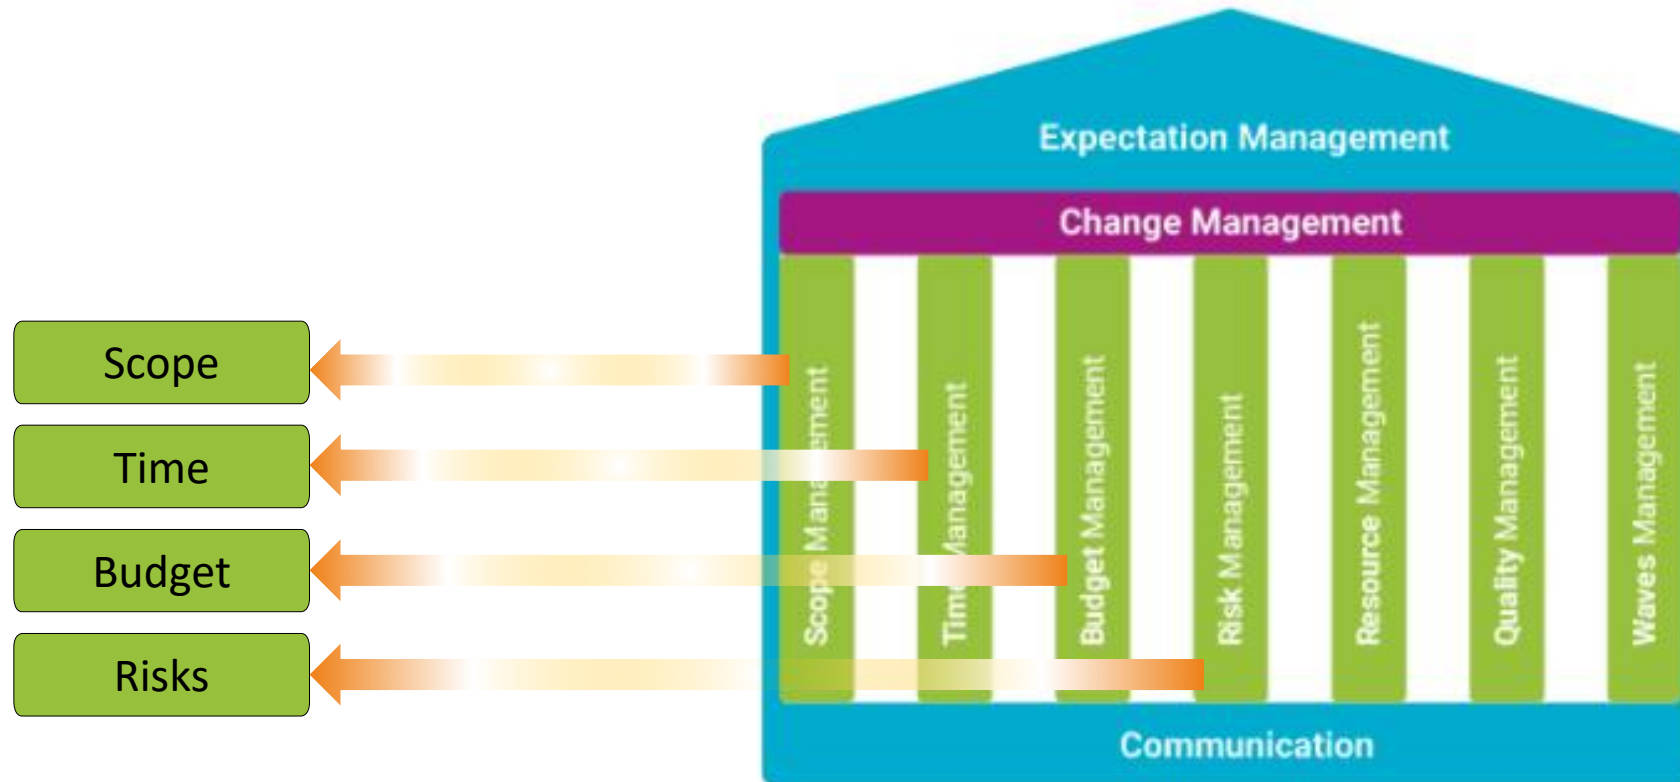 Expectation Management
Change Management
Scope
Time
Budget
Risks
Scope Management
Time Management
Budget Management
Risk Management
Resource Management
Quality Management
Waves Management
Communication